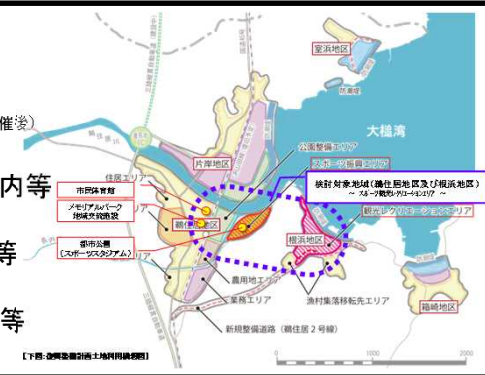 室浜地区
防潮堤
催後）
大槌湾
片岸地区
公園整備エリア
住居エリア
スポーツ振興エリア
内等
市民体育館
検討対象地域（鵜住居地区及び根浜地区）
～ スポーツ観光レクリエーションエリア ～
メモリアルパーク
地域交流施設
鵜住居地区
観光レクリエーションエリア
等
都市公園
（スポーツスタジアム）
根浜地区
農用地エリア
業務エリア
漁村集落移転先エリア
箱崎地区
等
新規整備道路（鵜住居２号線）
【下図：復興整備計画土地利用構想図】
0
1000
2000